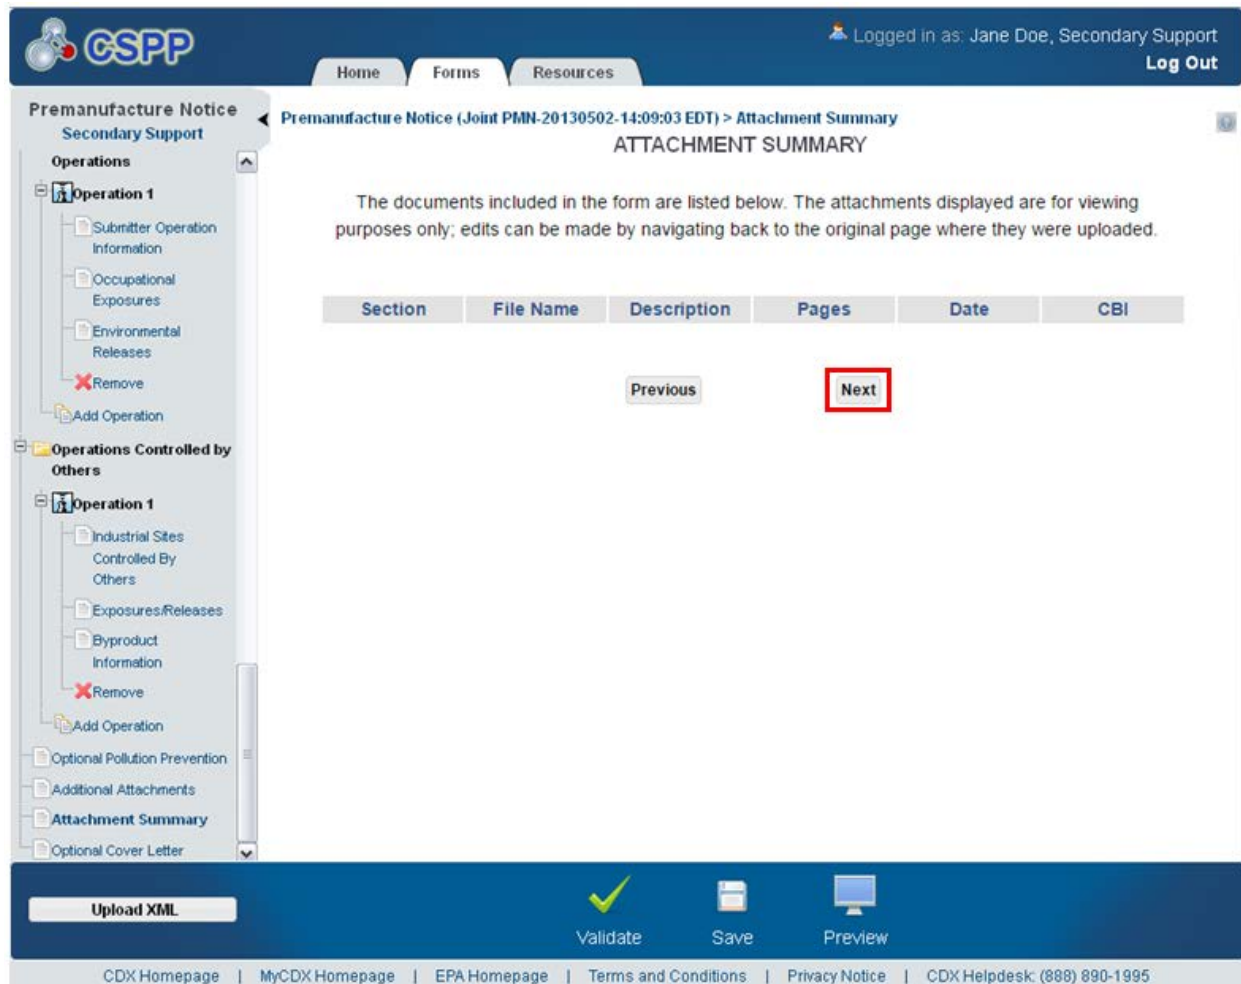 CSPP
Logged in as: Jane Doe, Secondary Support
Log Out
Home
Forms
Resources
Premanufacture Notice
Secondary Support
Operations
Operation 1
Submitter Operation
Information
Occupational
Exposures
Environmental
Releases
Remove
Add Operation
Operations Controlled by
Others
Operation 1
Industrial Sites
Controlled By
Others
Exposures/Releases
Byproduct
Information
Remove
Add Operation
Optional Pollution Prevention
Additional Attachments
Attachment Summary
Optional Cover Letter
Premanufacture Notice (Joint PMN-20130502-14:09:03 EDT) > Attachment Summary
ATTACHMENT SUMMARY
The documents included in the form are listed below. The attachments displayed are for viewing
purposes only; edits can be made by navigating back to the original page where they were uploaded.
Section File Name Description Pages Date CBI
Previous
Next
Upload XML
Validate
Save
Preview
CDX Homepage | MyCDX Homepage | EPA Homepage | Terms and Conditions | Privacy Notice | CDX Helpdesk: (888) 890-1995